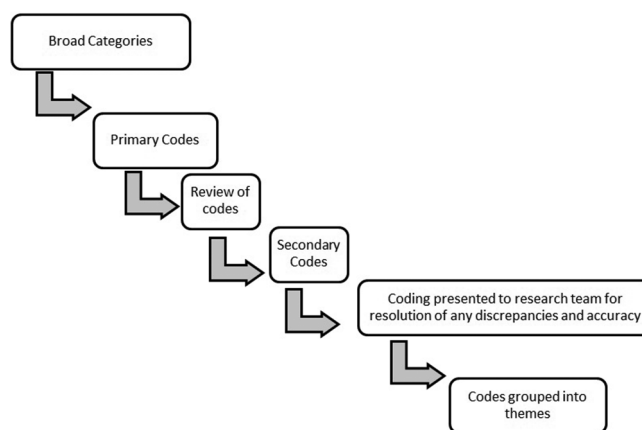 Broad Categories
Primary Codes
Review of
codes
Secondary
Codes
Coding presented to research team for
resolution of any discrepancies and accuracy
Codes grouped into
themes